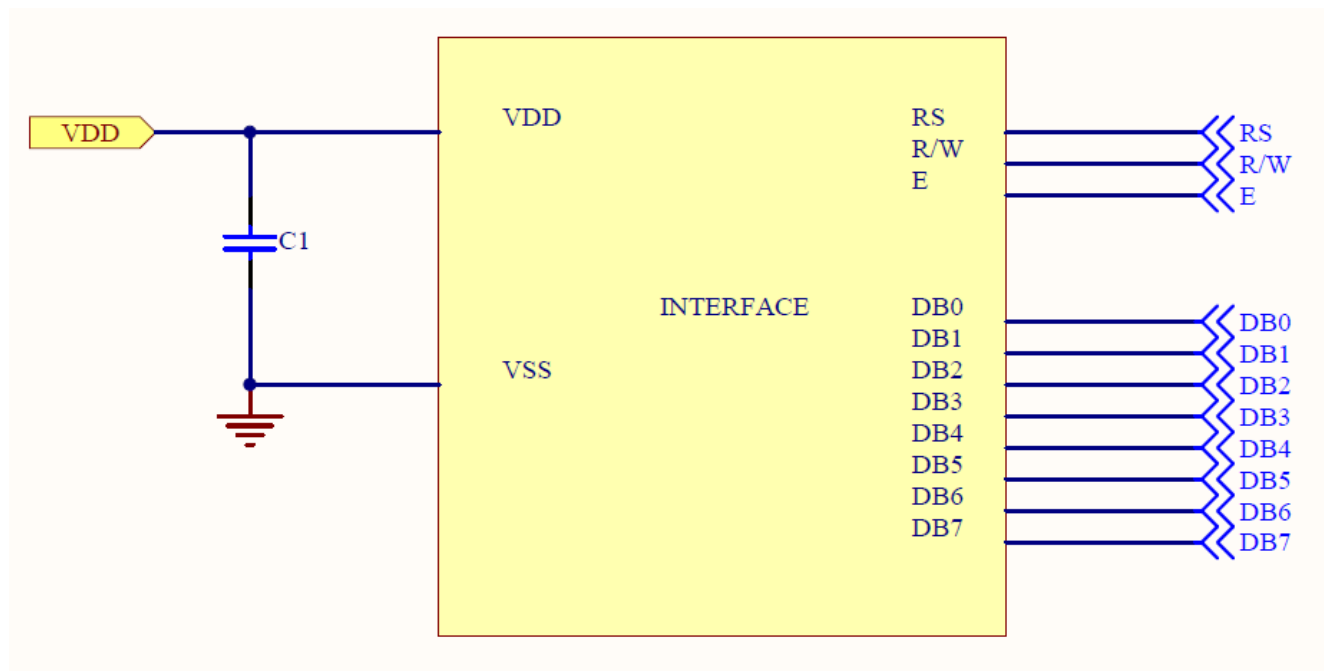 VDD
C1
VDD
VSS
INTERFACE
RS
R/W
E
DB0
DB1
DB2
DB3
DB4
DB5
DB6
DB7
RS
R/W
E
DB0
DB1
DB2
DB3
DB4
DB5
DB6
DB7